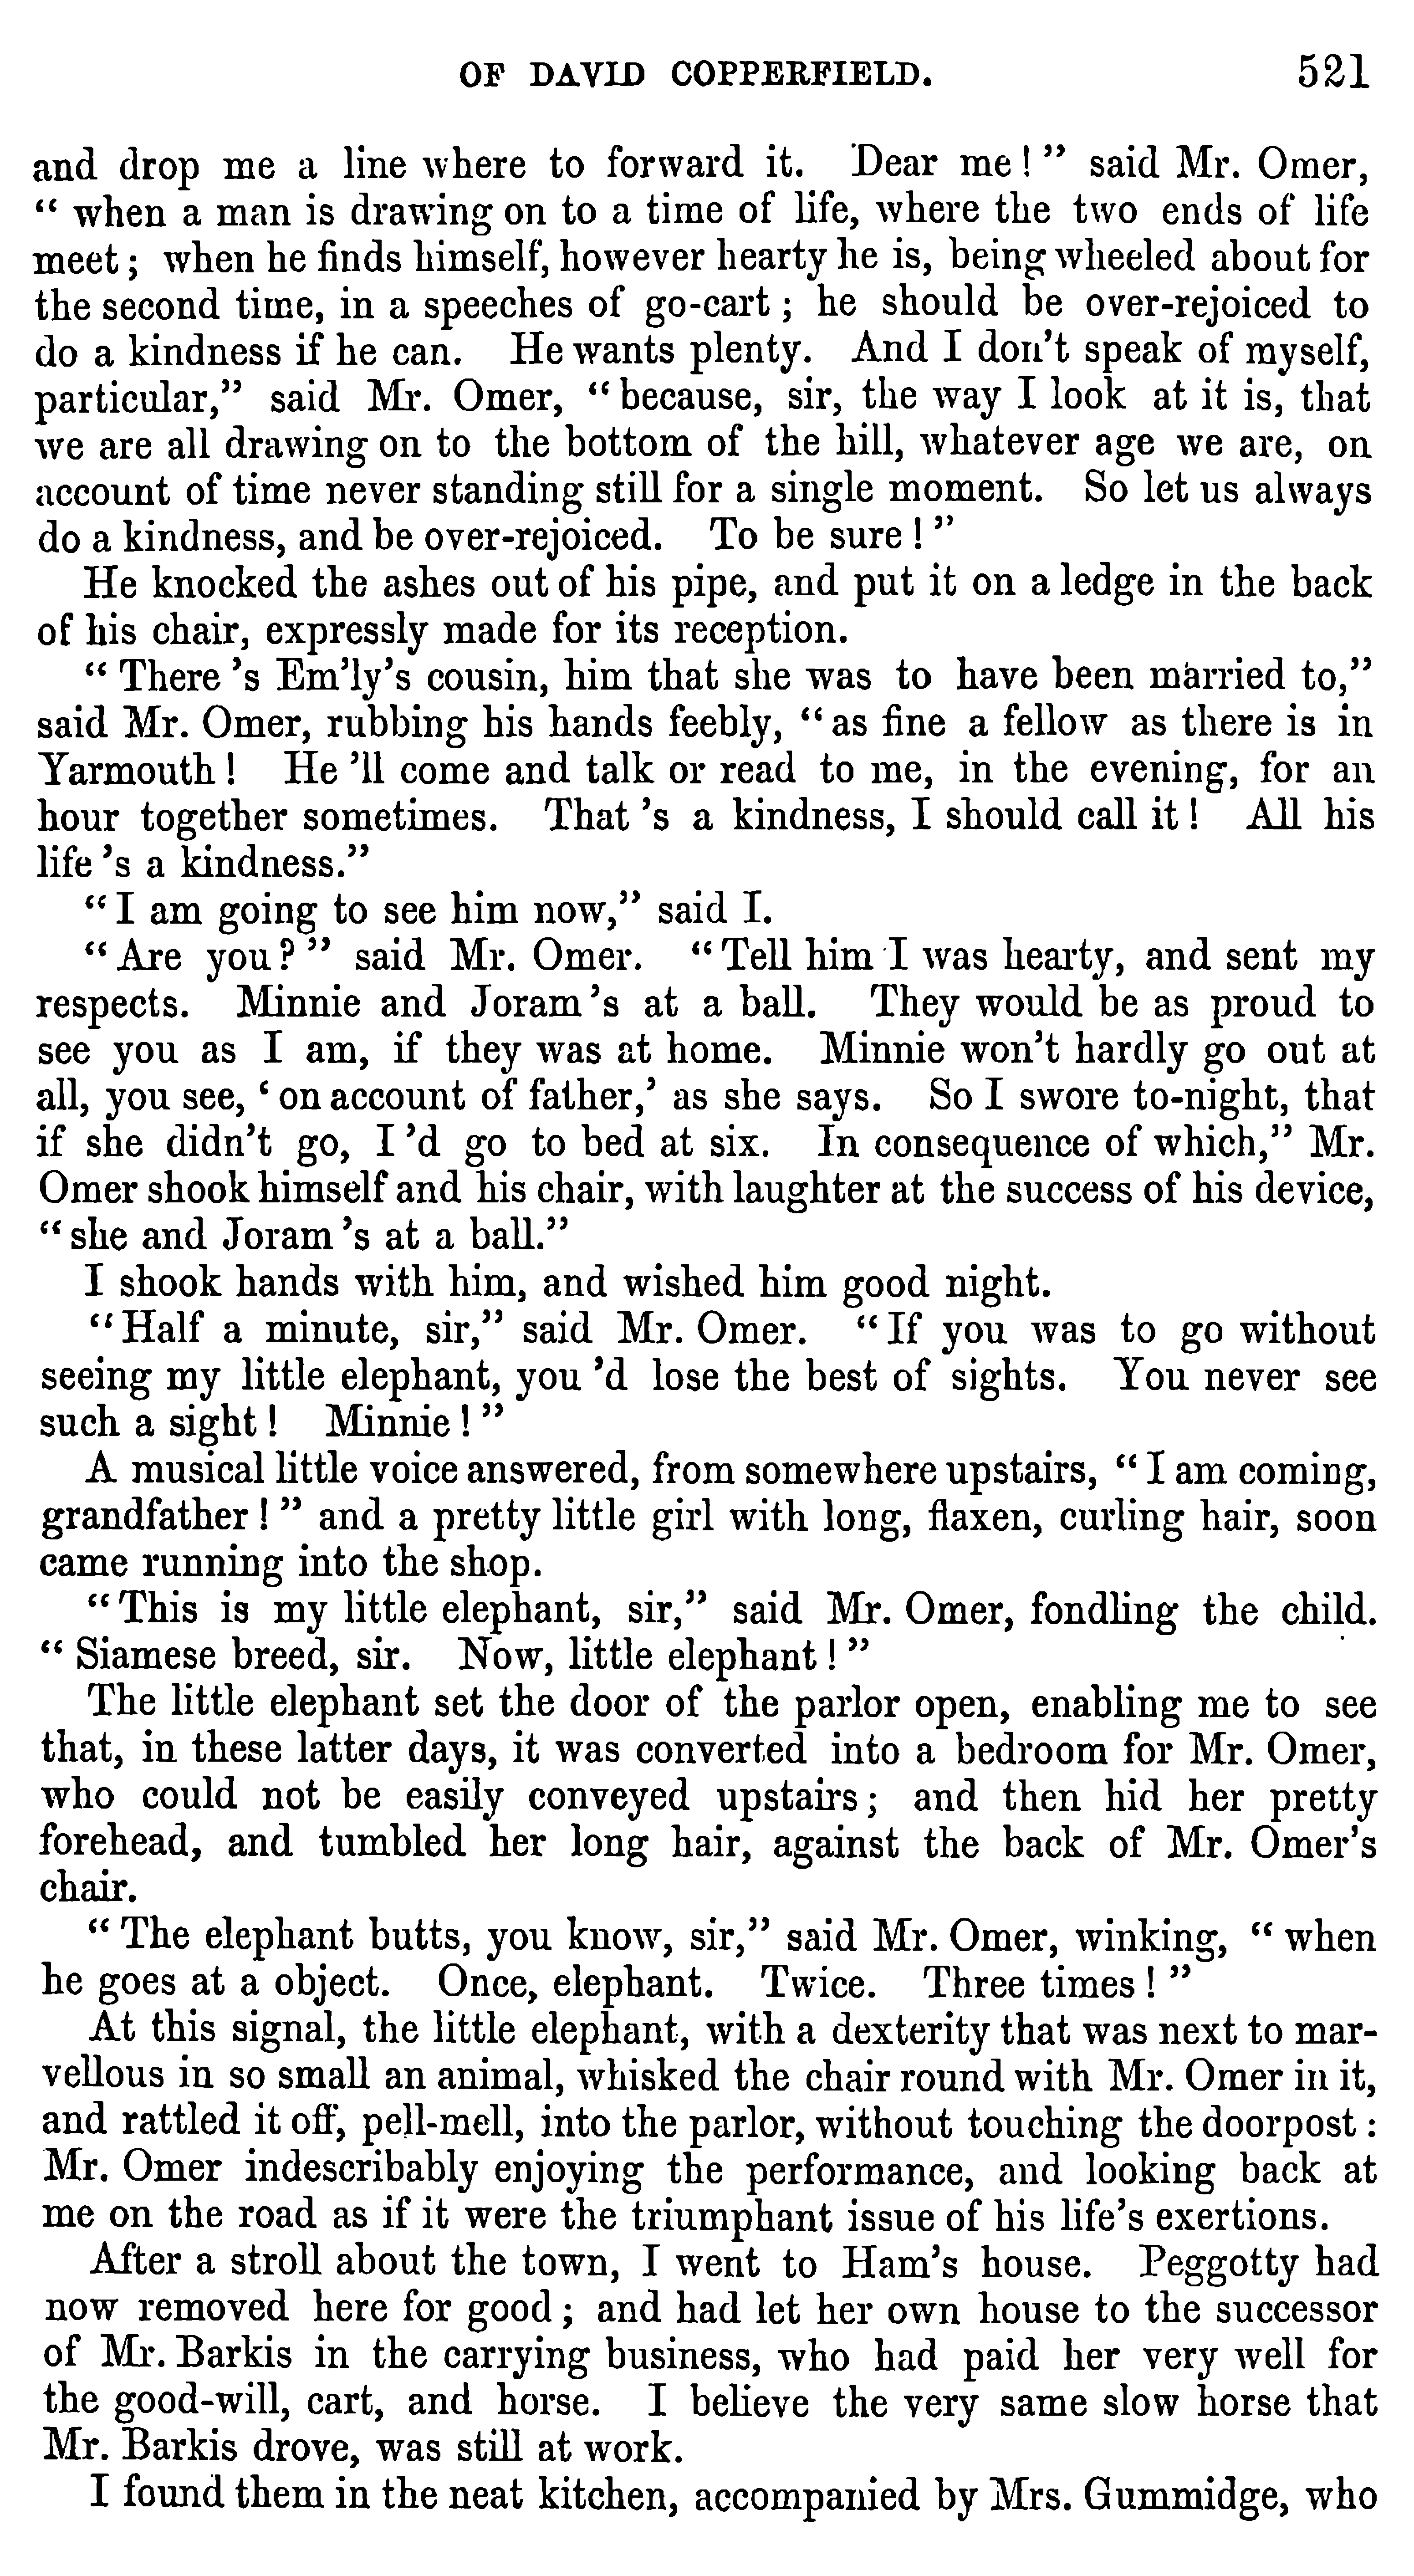 OF DAVID COPPERFIELD. 521
and drop me a line where to forward it. Dear me! " said Mr. Omer,
" when a man is drawing on to a time of life, where the two ends of life
meet; when he finds himself, however hearty he is, being wheeled about for
the second time, in a speeches of go-cart; he should be over-rejoiced to
do a kindness if he can. He wants plenty. And I don't speak of myself,
particular," said Mr. Omer, "because, sir, the way I look at it is, that
we are all drawing on to the bottom of the hill, whatever age we are, on
account of time never standing still for a single moment. So let us always
do a kindness, and be over-rejoiced. To be sure!"
He knocked the ashes out of his pipe, and put it on a ledge in the back
of his chair, expressly made for its reception.
"There 's Em'ly's cousin, him that she was to have been married to,"
said Mr. Omer, rubbing his hands feebly, "as fine a fellow as there is in
Yarmouth! He 'll come and talk or read to me, in the evening, for an
hour together sometimes. That 's a kindness, I should call it! All his
life 's a kindness."
"I am going to see him now," said I.
"Are you?" said Mr. Omer. "Tell him I was hearty, and sent my
respects. Minnie and Joram 's at a ball. They would be as proud to
see you as I am, if they was at home. Minnie won't hardly go out at
all, you see, 'on account of father,' as she says. So I swore to-night, that
if she didn't go, I 'd go to bed at six. In consequence of which," Mr.
Omer shook himself and his chair, with laughter at the success of his device,
"she and Joram 's at a ball."
I shook hands with him, and wished him good night.
"Half a minute, sir," said Mr. Omer. "If you was to go without
seeing my little elephant, you 'd lose the best of sights. You never see
such a sight! Minnie!"
A musical little voice answered, from somewhere upstairs, "I am coming,
grandfather!" and a pretty little girl with long, flaxen, curling hair, soon
came running into the shop.
"This is my little elephant, sir," said Mr. Omer, fondling the child.
"Siamese breed, sir. Now, little elephant!"
The little elephant set the door of the parlor open, enabling me to see
that, in these latter days, it was converted into a bedroom for Mr. Omer,
who could not be easily conveyed upstairs; and then hid her pretty
forehead, and tumbled her long hair, against the back of Mr. Omer's
chair.
"The elephant butts, you know, sir," said Mr. Omer, winking, "when
he goes at a object. Once, elephant. Twice. Three times!"
At this signal, the little elephant, with a dexterity that was next to mar-
vellous in so small an animal, whisked the chair round with Mr. Omer in it,
and rattled it off, pell-mell, into the parlor, without touching the doorpost:
Mr. Omer indescribably enjoying the performance, and looking back at
me on the road as if it were the triumphant issue of his life's exertions.
After a stroll about the town, I went to Ham's house. Peggotty had
now removed here for good; and had let her own house to the successor
of Mr. Barkis in the carrying business, who had paid her very well for
the good-will, cart, and horse. I believe the very same slow horse that
Mr. Barkis drove, was still at work.
I found them in the neat kitchen, accompanied by Mrs. Gummidge, who